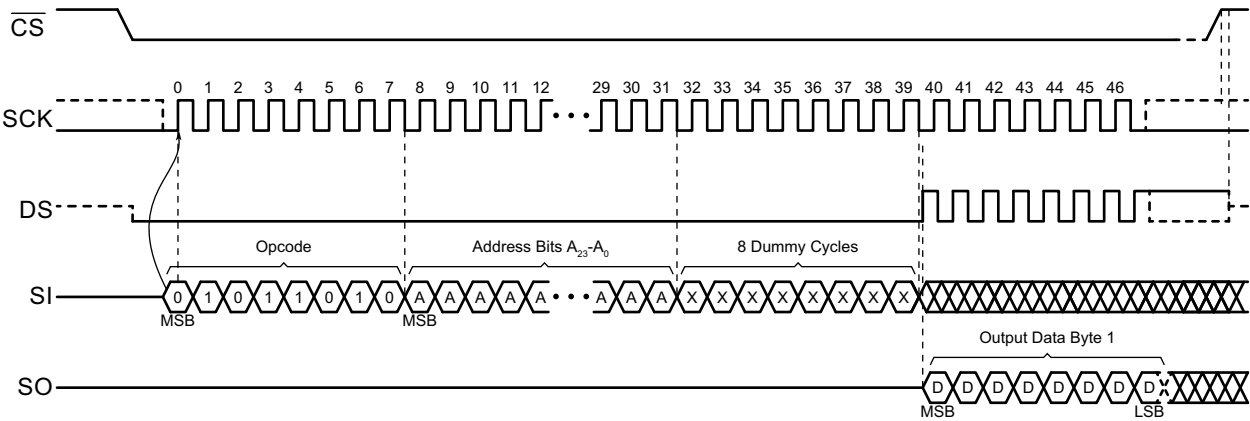 CS
0 1 2 3 4 5 6 7 8 9 10 11 12 29 30 31 32 33 34 35 36 37 38 39 40 41 42 43 44 45 46
SCK
DS
Opcode Address Bits A23-A0 8 Dummy Cycles
SI 0 1 0 1 1 0 1 0 A A A A A A A A X X X X X X X X
MSB MSB
Output Data Byte 1
SO D D D D D D D D
MSB LSB